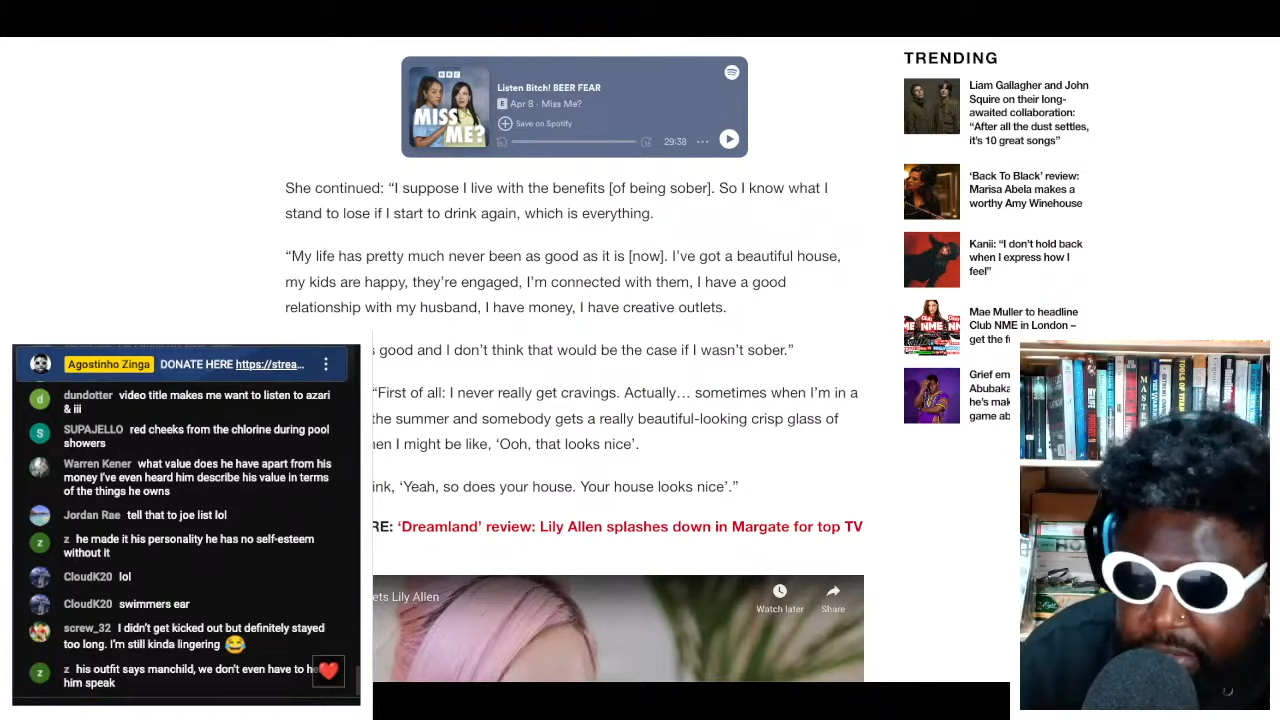 BBC
MISS
ME?
Listen Bitch! BEER FEAR
E Apr 8 · Miss Me?
Save on Spotify
29:38
She continued: “I suppose I live with the benefits [of being sober]. So I know what I
stand to lose if I start to drink again, which is everything.
“My life has pretty much never been as good as it is [now]. I’ve got a beautiful house,
my kids are happy, they’re engaged, I’m connected with them, I have a good
relationship with my husband, I have money, I have creative outlets.
s good and I don’t think that would be the case if I wasn’t sober.”
“First of all: I never really get cravings. Actually… sometimes when I’m in a
the summer and somebody gets a really beautiful-looking crisp glass of
en I might be like, ‘Ooh, that looks nice’.
ink, ‘Yeah, so does your house. Your house looks nice’.”
RE: ‘Dreamland’ review: Lily Allen splashes down in Margate for top TV
ets Lily Allen
Watch later
Share
TRENDING
Liam Gallagher and John
Squire on their long-
awaited collaboration:
“After all the dust settles,
it’s 10 great songs”
‘Back To Black’ review:
Marisa Abela makes a
worthy Amy Winehouse
Kanii: “I don’t hold back
when I express how I
feel”
Club
NME
Mae Muller to headline
Club NME in London –
get the f
Grief em
Abubaka
he’s mak
game ab
Agostinho Zinga DONATE HERE https://strea...
d
dundotter video title makes me want to listen to azari
& iii
S
SUPAJELLO red cheeks from the chlorine during pool
showers
Warren Kener what value does he have apart from his
money I’ve even heard him describe his value in terms
of the things he owns
Jordan Rae tell that to joe list lol
z
z he made it his personality he has no self-esteem
without it
CloudK20 lol
CloudK20 swimmers ear
screw_32 I didn’t get kicked out but definitely stayed
too long. I’m still kinda lingering 😂
z
z his outfit says manchild, we don’t even have to he
him speak